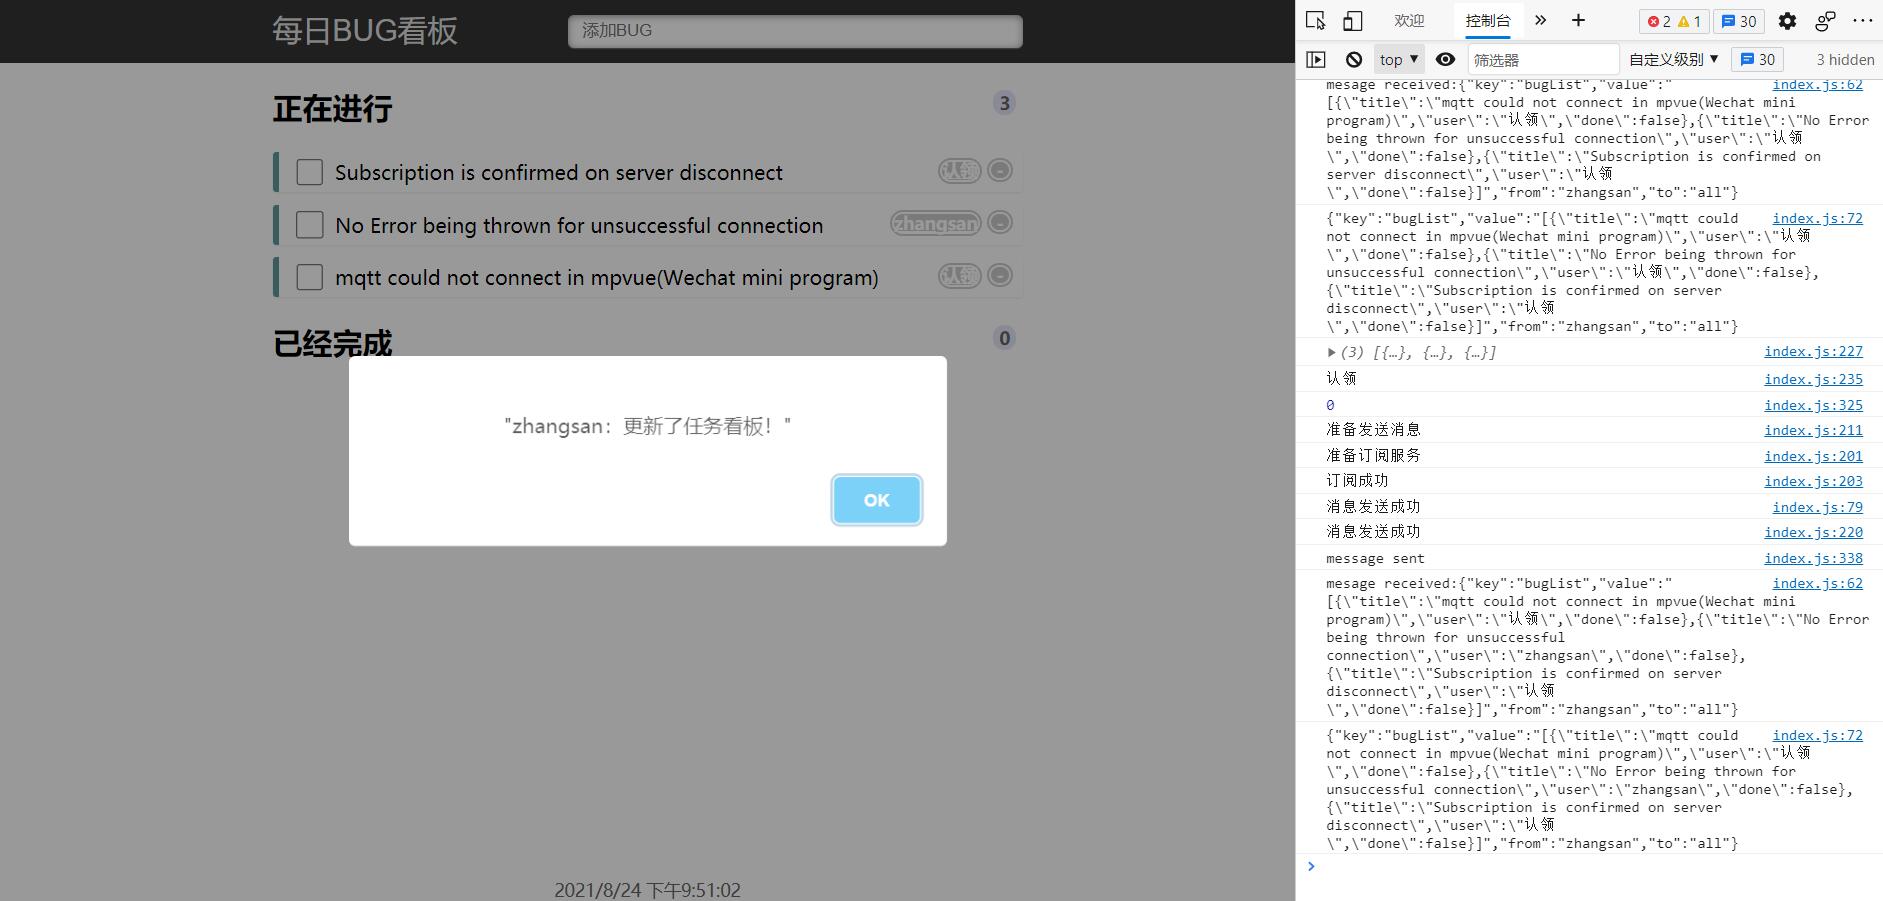 每日BUG看板
添加BUG
正在进行
3
Subscription is confirmed on server disconnect
认领
-
No Error being thrown for unsuccessful connection
zhangsan
-
mqtt could not connect in mpvue(Wechat mini program)
认领
-
已经完成
0
"zhangsan：更新了任务看板！"
OK
2021/8/24 下午9:51:02
欢迎
控制台
2
1
30
top
筛选器
自定义级别
30
3 hidden
mesage received:{"key":"bugList","value":" index.js:62
[{\"title\":\"mqtt could not connect in mpvue(Wechat mini
program)\",\"user\":\"认领\",\"done\":false},{\"title\":\"No Error
being thrown for unsuccessful connection\",\"user\":\"认领
\",\"done\":false},{\"title\":\"Subscription is confirmed on
server disconnect\",\"user\":\"认领
\",\"done\":false}]","from":"zhangsan","to":"all"}
{"key":"bugList","value":"[{\"title\":\"mqtt could index.js:72
not connect in mpvue(Wechat mini program)\",\"user\":\"认领
\",\"done\":false},{\"title\":\"No Error being thrown for
unsuccessful connection\",\"user\":\"认领\",\"done\":false},
{\"title\":\"Subscription is confirmed on server
disconnect\",\"user\":\"认领
\",\"done\":false}]","from":"zhangsan","to":"all"}
(3) [{…}, {…}, {…}] index.js:227
认领 index.js:235
0 index.js:325
准备发送消息 index.js:211
准备订阅服务 index.js:201
订阅成功 index.js:203
消息发送成功 index.js:79
消息发送成功 index.js:220
message sent index.js:338
mesage received:{"key":"bugList","value":" index.js:62
[{\"title\":\"mqtt could not connect in mpvue(Wechat mini
program)\",\"user\":\"认领\",\"done\":false},{\"title\":\"No Error
being thrown for unsuccessful
connection\",\"user\":\"zhangsan\",\"done\":false},
{\"title\":\"Subscription is confirmed on server
disconnect\",\"user\":\"认领
\",\"done\":false}]","from":"zhangsan","to":"all"}
{"key":"bugList","value":"[{\"title\":\"mqtt could index.js:72
not connect in mpvue(Wechat mini program)\",\"user\":\"认领
\",\"done\":false},{\"title\":\"No Error being thrown for
unsuccessful connection\",\"user\":\"zhangsan\",\"done\":false},
{\"title\":\"Subscription is confirmed on server
disconnect\",\"user\":\"认领
\",\"done\":false}]","from":"zhangsan","to":"all"}